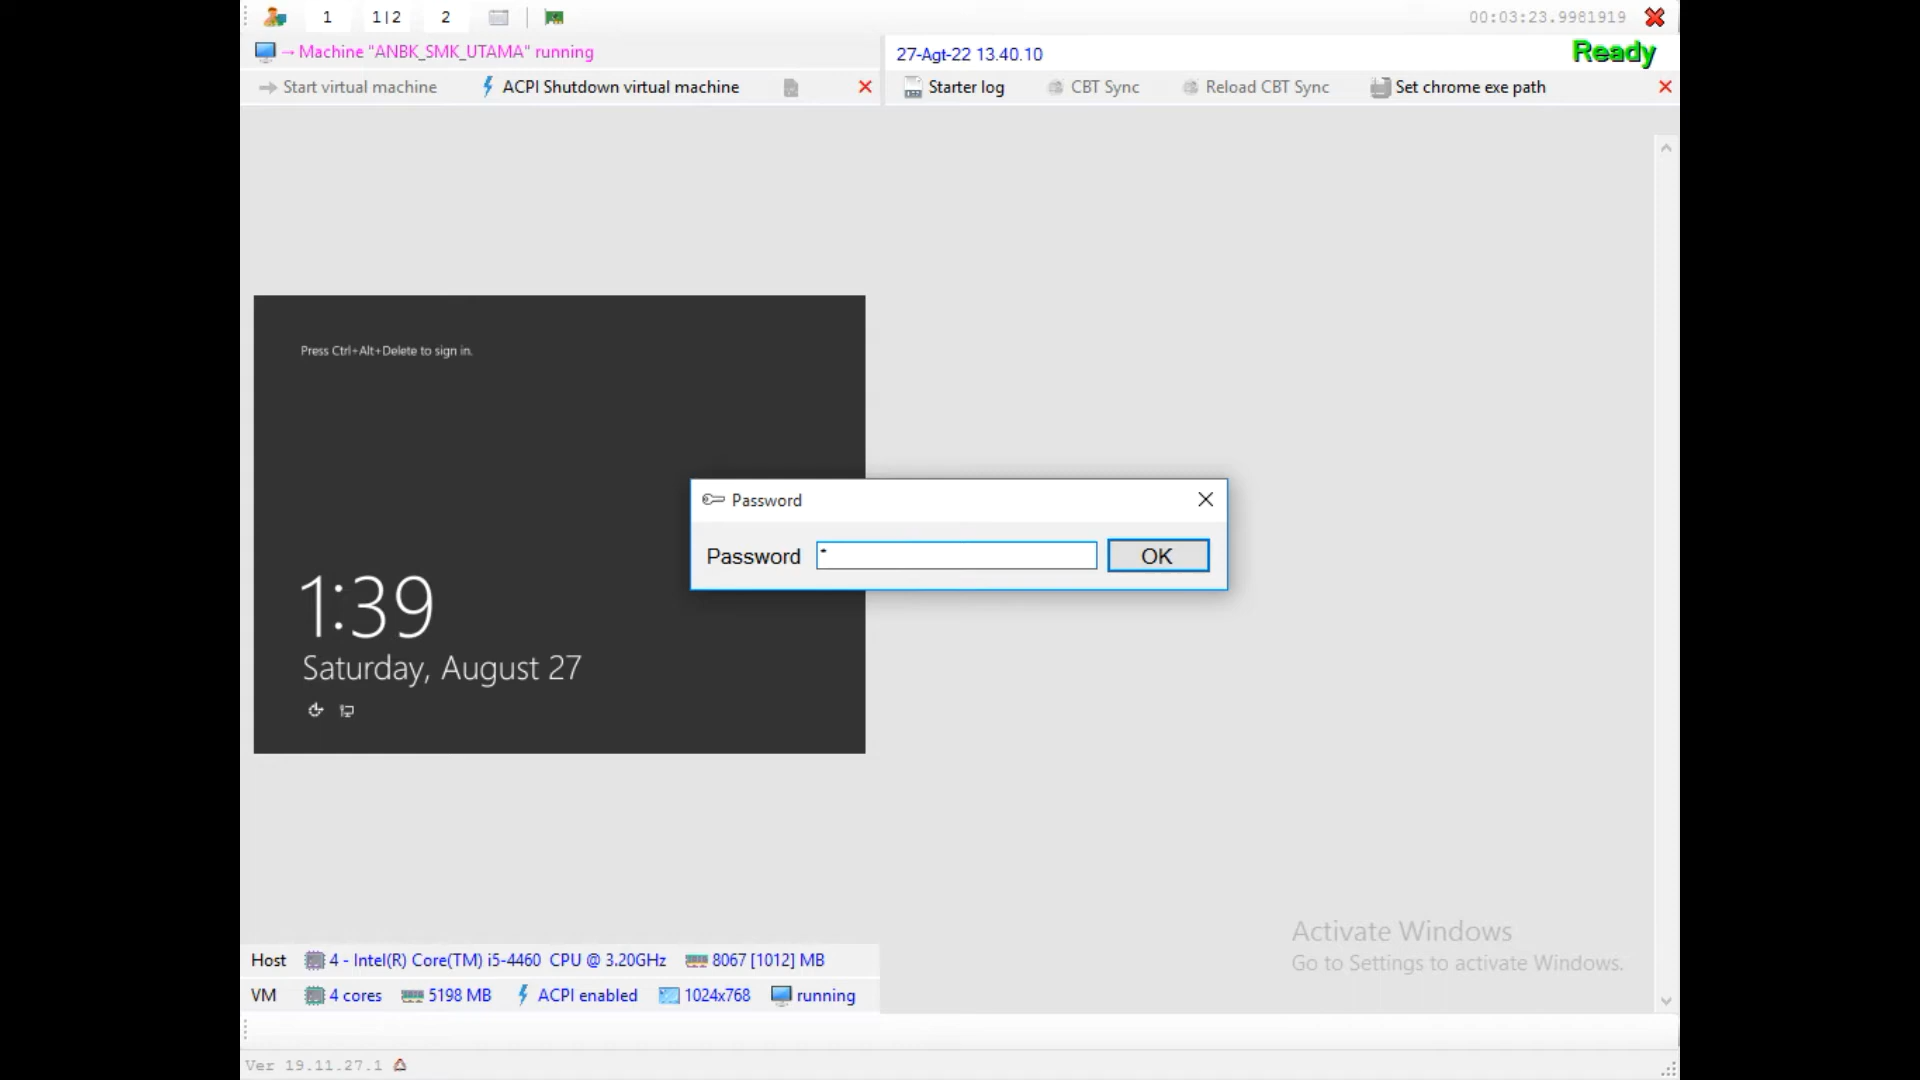 1 1|2 2 00:03:23.9981919
→ Machine "ANBK_SMK_UTAMA" running
27-Agt-22 13.40.10 Ready
Start virtual machine ACPI Shutdown virtual machine
Starter log CBT Sync Reload CBT Sync Set chrome exe path
Press Ctrl+Alt+Delete to sign in.
Password
Password * OK
1:39
Saturday, August 27
Activate Windows
Go to Settings to activate Windows.
Host 4 - Intel(R) Core(TM) i5-4460 CPU @ 3.20GHz 8067 [1012] MB
VM 4 cores 5198 MB ACPI enabled 1024x768 running
Ver 19.11.27.1